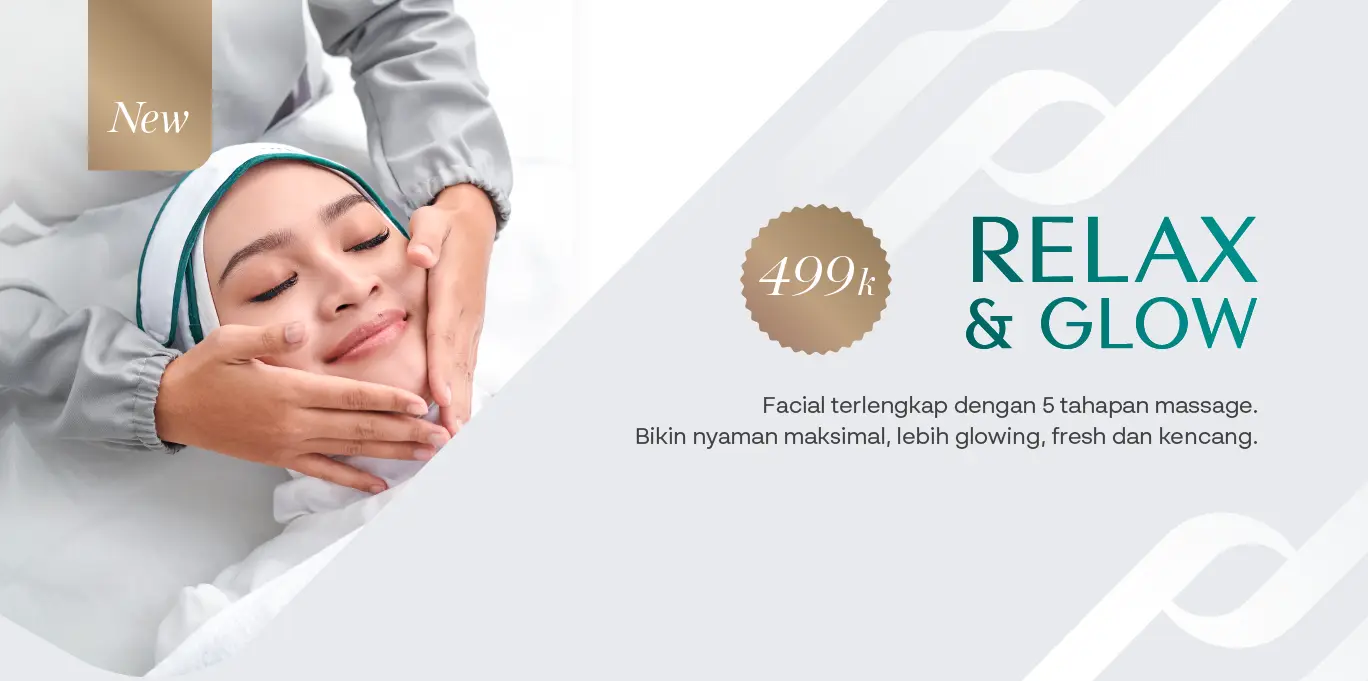 New
499k
RELAX
& GLOW
Facial terlengkap dengan 5 tahapan massage.
Bikin nyaman maksimal, lebih glowing, fresh dan kencang.